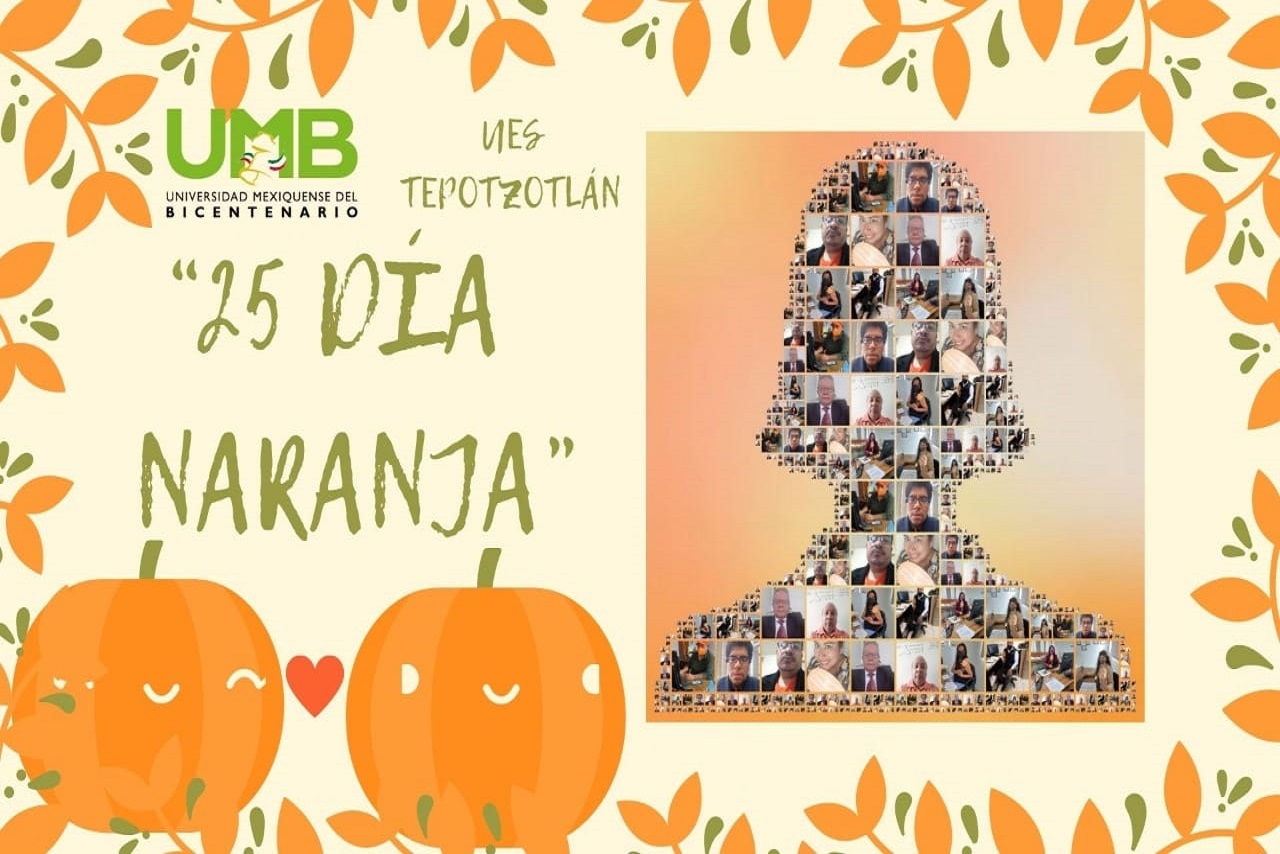 UMB
UNIVERSIDAD MEXIQUENSE DEL
BICENTENARIO
UES
TEPOTZOTLÁN
“25 DÍA
NARANJA”